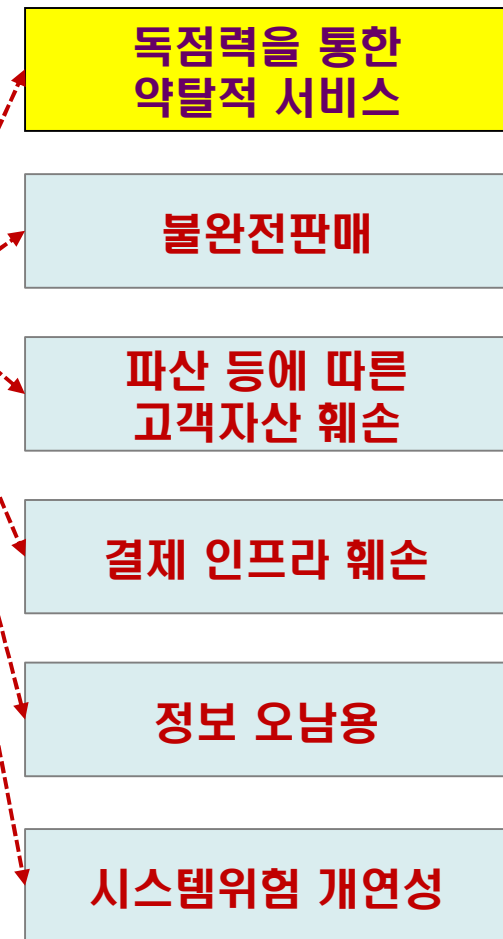 독점력을 통한
약탈적 서비스
불완전판매
파산 등에 따른
고객자산 훼손
결제 인프라 훼손
정보 오남용
시스템위험 개연성